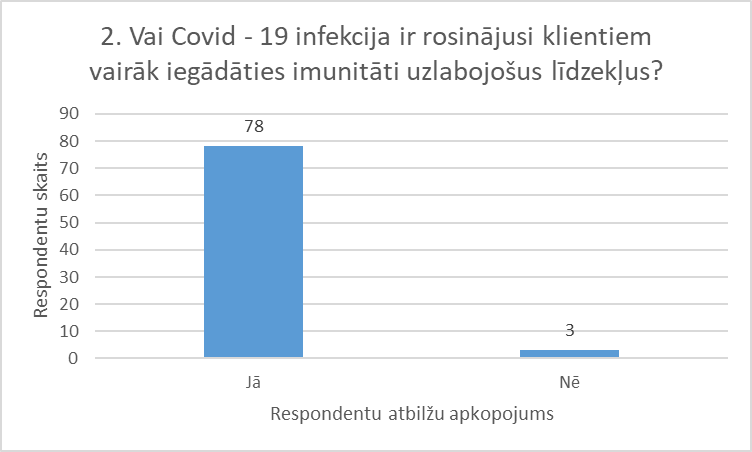 2. Vai Covid - 19 infekcija ir rosinājusi klientiem
vairāk iegādāties imunitāti uzlabojošus līdzekļus?
Respondentu skaits
90
80
70
60
50
40
30
20
10
0
78
3
Jā
Nē
Respondentu atbilžu apkopojums